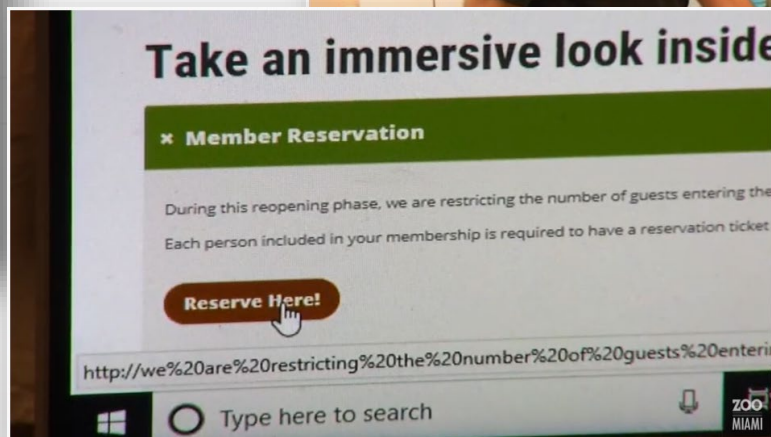 Take an immersive look inside
× Member Reservation
During this reopening phase, we are restricting the number of guests entering the
Each person included in your membership is required to have a reservation ticket
Reserve Here!
http://we%20are%20restricting%20the%20number%20of%20guests%20enteri
Type here to search
ZOO
MIAMI